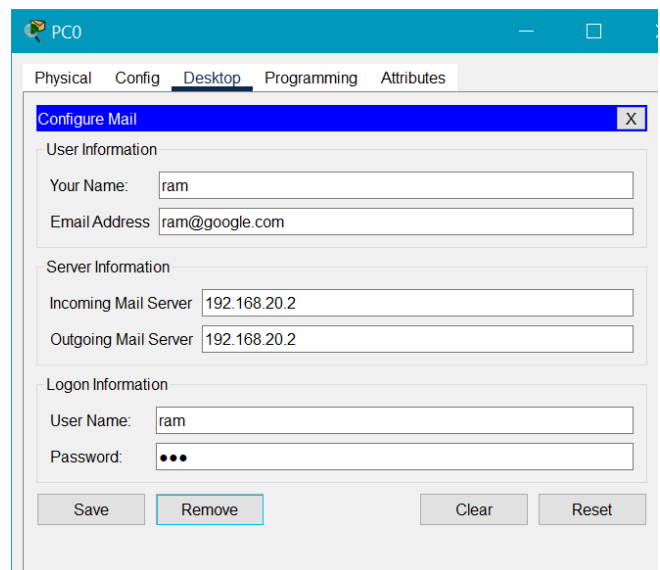 PC0
Physical Config Desktop Programming Attributes
Configure Mail X
User Information
Your Name: ram
Email Address ram@google.com
Server Information
Incoming Mail Server 192.168.20.2
Outgoing Mail Server 192.168.20.2
Logon Information
User Name: ram
Password: ●●●
Save Remove Clear Reset